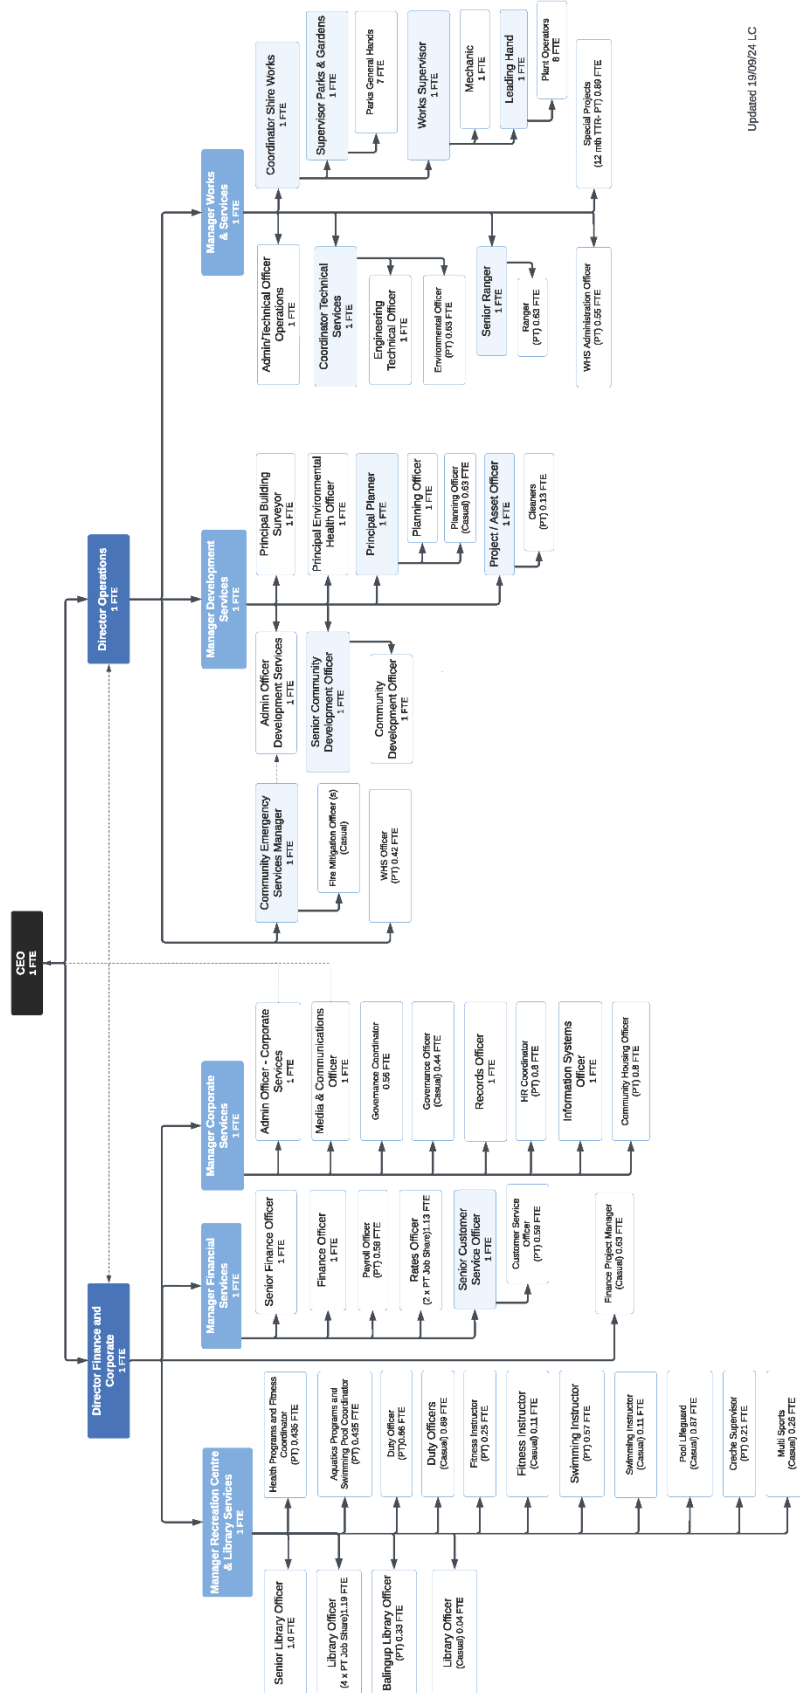 CEO
1 FTE
Director Finance and
Corporate
1 FTE
Director Operations
1 FTE
Manager Recreation Centre
& Library Services
1 FTE
Manager Financial
Services
1 FTE
Manager Corporate
Services
1 FTE
Manager Development
Services
1 FTE
Manager Works
& Services
1 FTE
Senior Library Officer
1.0 FTE
Library Officer
(4 x PT Job Share)1.19 FTE
Balingup Library Officer
(PT) 0.33 FTE
Library Officer
(Casual) 0.04 FTE
Health Programs and Fitness
Coordinator
(PT) 0.435 FTE
Aquatics Programs and
Swimming Pool Coordinator
(PT) 0.435 FTE
Duty Officer
(PT)0.66 FTE
Duty Officers
(Casual) 0.69 FTE
Fitness Instructor
(PT) 0.25 FTE
Fitness Instructor
(Casual) 0.11 FTE
Swimming Instructor
(PT) 0.57 FTE
Swimming Instructor
(Casual) 0.11 FTE
Pool Lifeguard
(Casual) 0.87 FTE
Creche Supervisor
(PT) 0.21 FTE
Multi Sports
(Casual) 0.26 FTE
Senior Finance Officer
1 FTE
Finance Officer
1 FTE
Payroll Officer
(PT) 0.58 FTE
Rates Officer
(2 x PT Job Share)1.13 FTE
Senior Customer
Service Officer
1 FTE
Customer Service
Officer
(PT) 0.59 FTE
Finance Project Manager
(Casual) 0.63 FTE
Admin Officer - Corporate
Services
1 FTE
Media & Communications
Officer
1 FTE
Governance Coordinator
0.56 FTE
Governance Officer
(Casual) 0.44 FTE
Records Officer
1 FTE
HR Coordinator
(PT) 0.8 FTE
Information Systems
Officer
1 FTE
Community Housing Officer
(PT) 0.8 FTE
Community Emergency
Services Manager
1 FTE
Fire Mitigation Officer (s)
(Casual)
WHS Officer
(PT) 0.42 FTE
Admin Officer
Development Services
1 FTE
Senior Community
Development Officer
1 FTE
Community
Development Officer
1 FTE
Principal Building
Surveyor
1 FTE
Principal Environmental
Health Officer
1 FTE
Principal Planner
1 FTE
Planning Officer
1 FTE
Planning Officer
(Casual) 0.63 FTE
Project / Asset Officer
1 FTE
Cleaners
(PT) 0.13 FTE
Admin/Technical Officer
Operations
1 FTE
Coordinator Technical
Services
1 FTE
Engineering
Technical Officer
1 FTE
Environmental Officer
(PT) 0.63 FTE
Senior Ranger
1 FTE
Ranger
(PT) 0.63 FTE
WHS Administration Officer
(PT) 0.55 FTE
Coordinator Shire Works
1 FTE
Supervisor Parks & Gardens
1 FTE
Parks General Hands
7 FTE
Works Supervisor
1 FTE
Mechanic
1 FTE
Leading Hand
1 FTE
Plant Operators
8 FTE
Special Projects
(12 mth TTR- PT) 0.89 FTE
Updated 19/09/24 LC